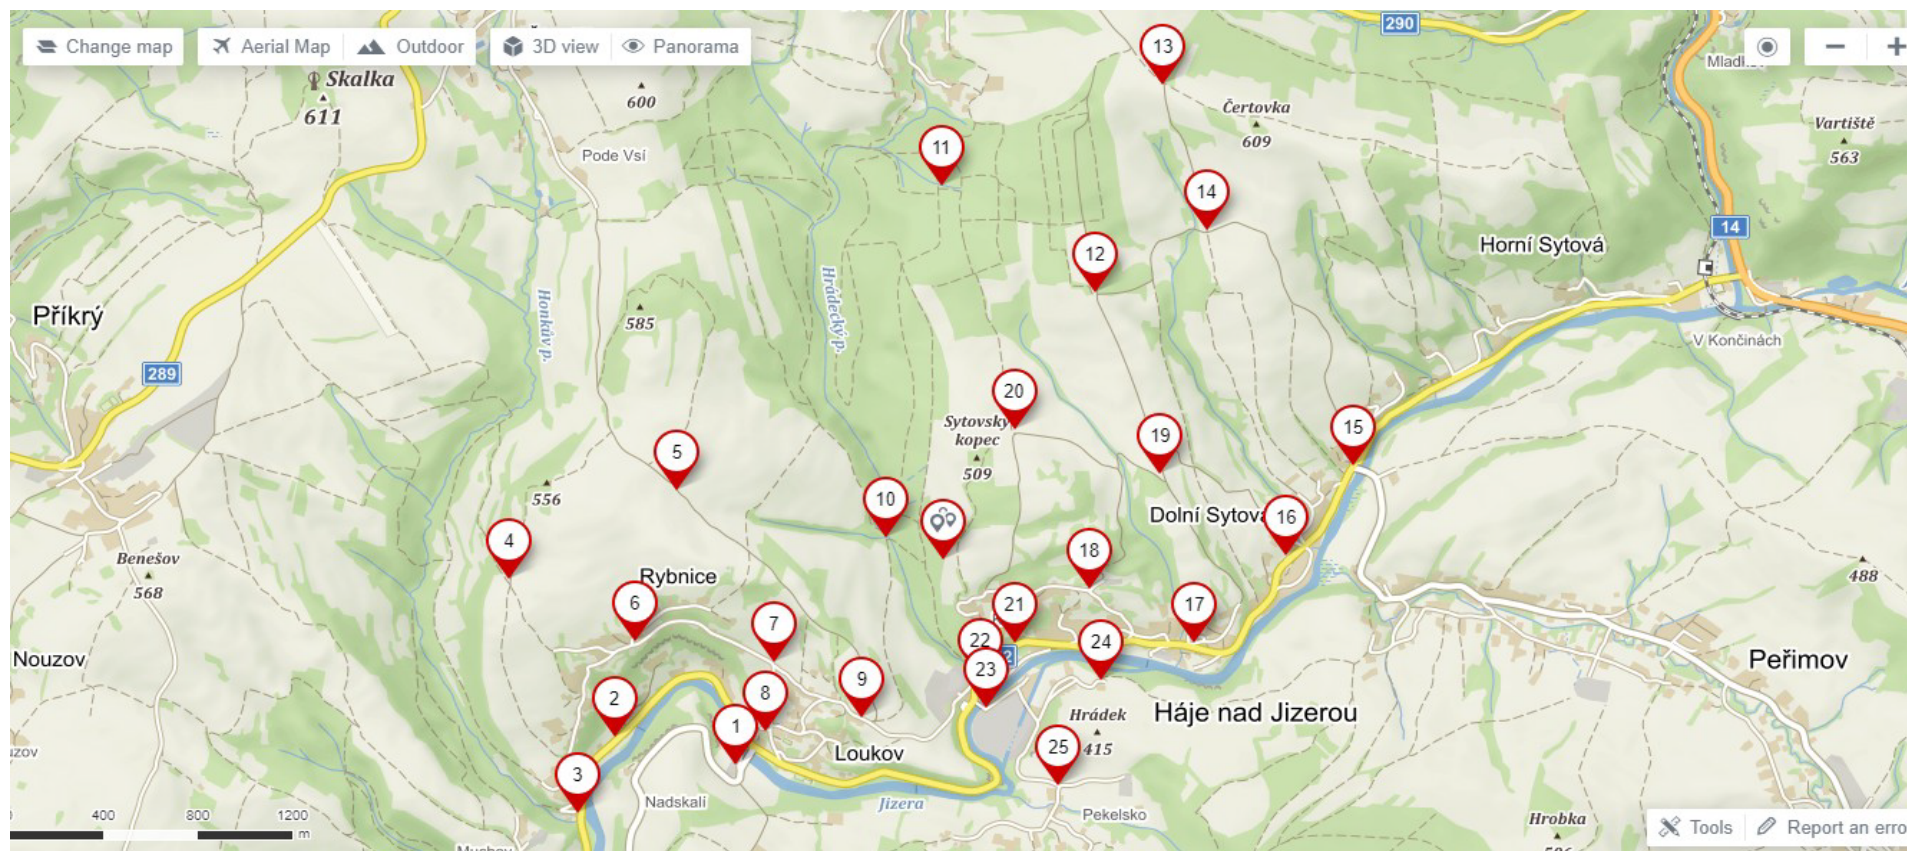 Change map
Aerial Map
Outdoor
3D view
Panorama
290
13
Skalka
611
600
Čertovka
609
Vartiště
563
Pode Vsí
11
14
14
Horní Sytová
12
Hrádecký p.
Honkův p.
Příkrý
585
V Končinách
289
20
Sytovský
kopec
509
15
19
5
556
10
Dolní Sytová
16
4
18
Benešov
568
Rybnice
488
6
21
17
7
22
24
23
Nouzov
Peřimov
9
8
2
1
Hrádek
415
Háje nad Jizerou
25
Loukov
3
Nadskalí
Jizera
Pekelsko
400
800
1200
m
Hrobka
Tools
Report an erro